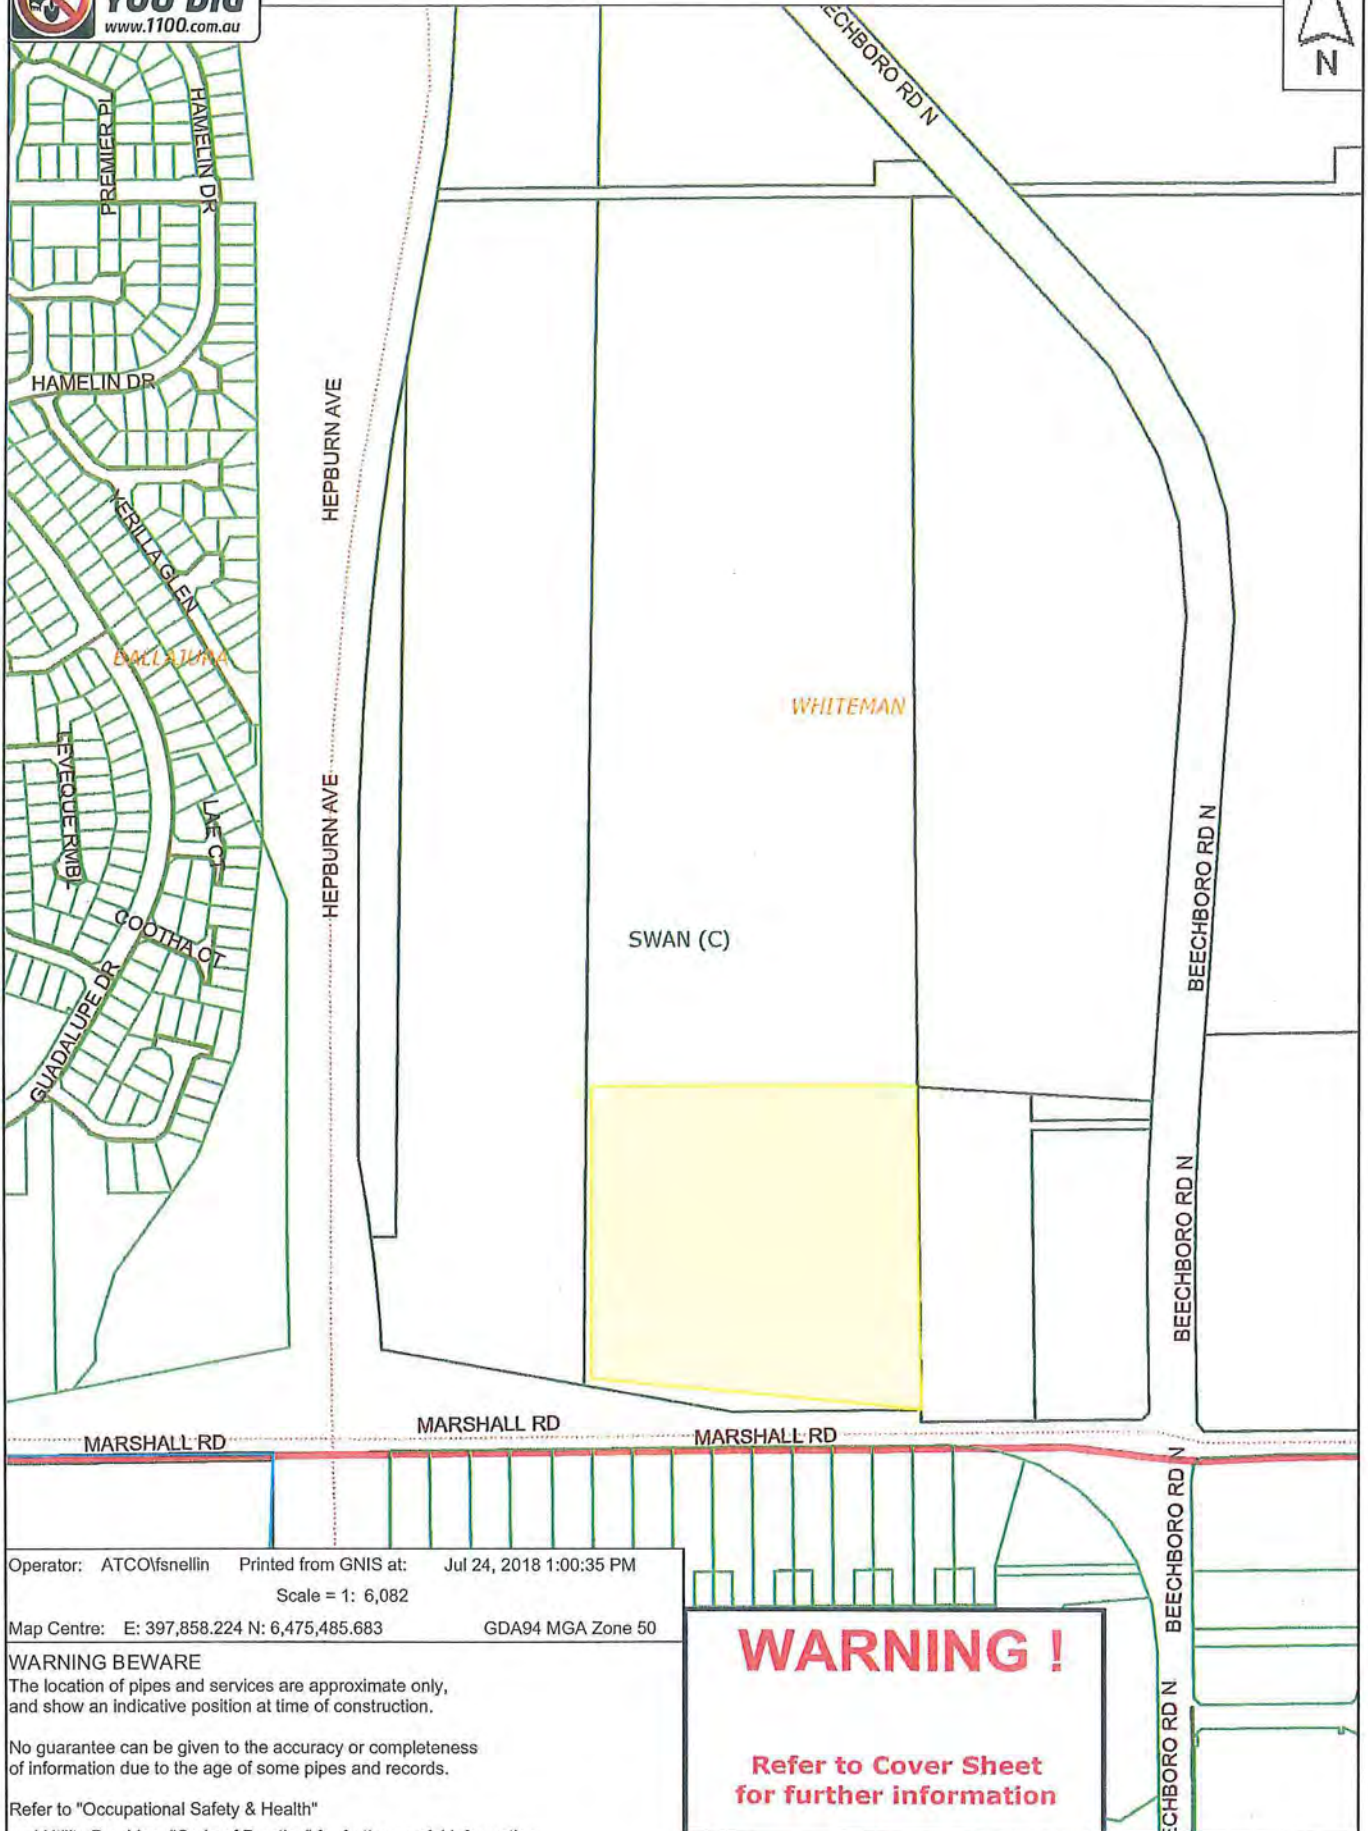 YOU DIG
www.1100.com.au
N
BEECHBORO RD N
PREMIER PL
HAMELIN DR
HAMELIN DR
HEPBURN AVE
YERILLA GLEN
BALLAJURA
WHITEMAN
LEVEQUE RMBL
LAE CT
HEPBURN AVE
BEECHBORO RD N
COOTHA CT
SWAN (C)
GUADALUPE DR
BEECHBORO RD N
MARSHALL RD
MARSHALL RD
MARSHALL RD
BEECHBORO RD N
Operator: ATCO\fsnellin Printed from GNIS at: Jul 24, 2018 1:00:35 PM
Scale = 1: 6,082
Map Centre: E: 397,858.224 N: 6,475,485.683 GDA94 MGA Zone 50
WARNING BEWARE
The location of pipes and services are approximate only,
and show an indicative position at time of construction.
No guarantee can be given to the accuracy or completeness
of information due to the age of some pipes and records.
Refer to "Occupational Safety & Health"
WARNING !
Refer to Cover Sheet
for further information
ECHBORO RD N